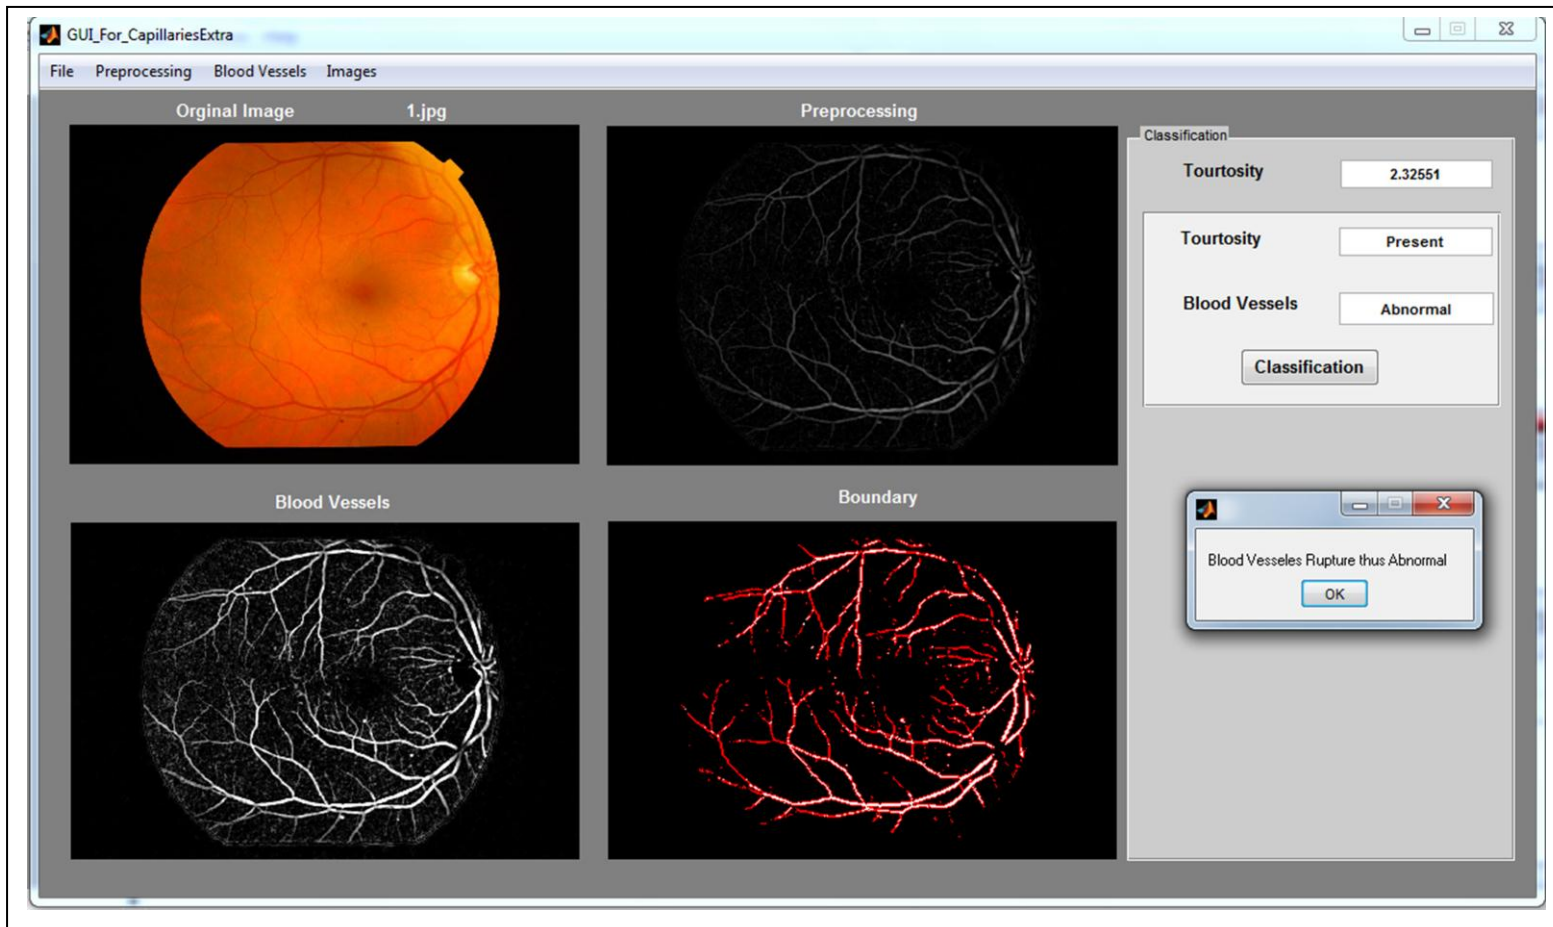 GUI_For_CapillariesExtra
File Preprocessing Blood Vessels Images
Orginal Image 1.jpg
Preprocessing
Classification
Tourtosity 2.32551
Tourtosity Present
Blood Vessels Abnormal
Classification
Blood Vessels
Boundary
Blood Vesseles Rupture thus Abnormal
OK